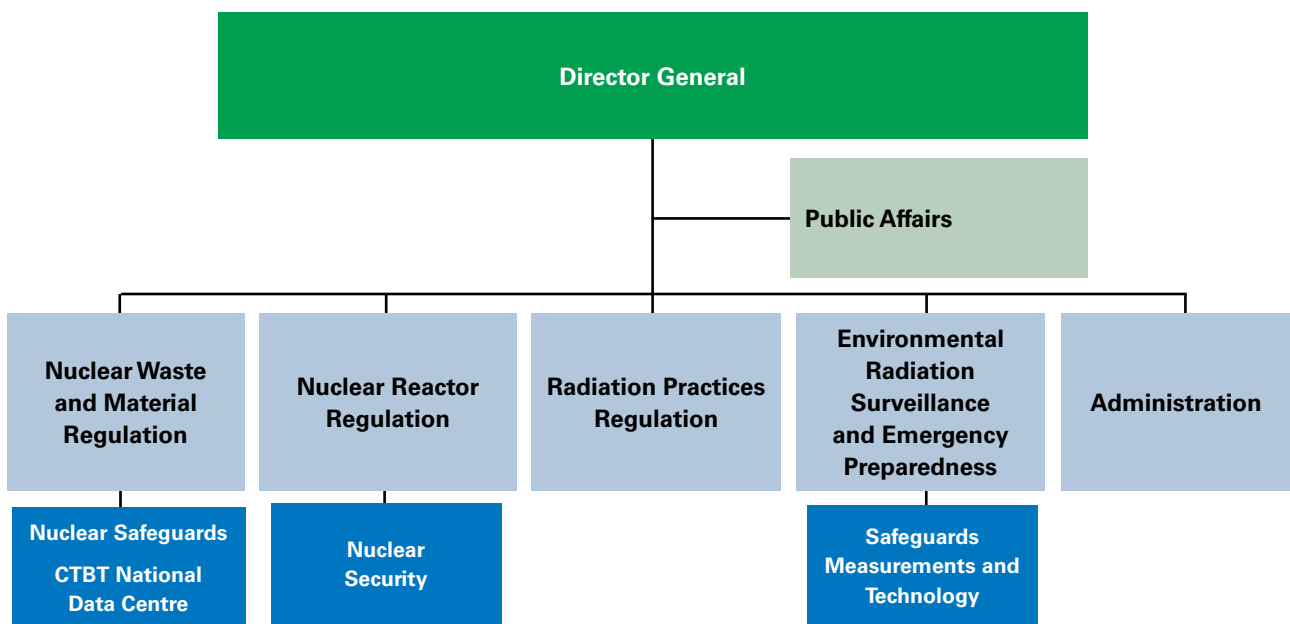 Director General
Public Affairs
Nuclear Waste
and Material
Regulation
Nuclear Reactor
Regulation
Radiation Practices
Regulation
Environmental
Radiation
Surveillance
and Emergency
Preparedness
Administration
Nuclear Safeguards
CTBT National
Data Centre
Nuclear
Security
Safeguards
Measurements and
Technology